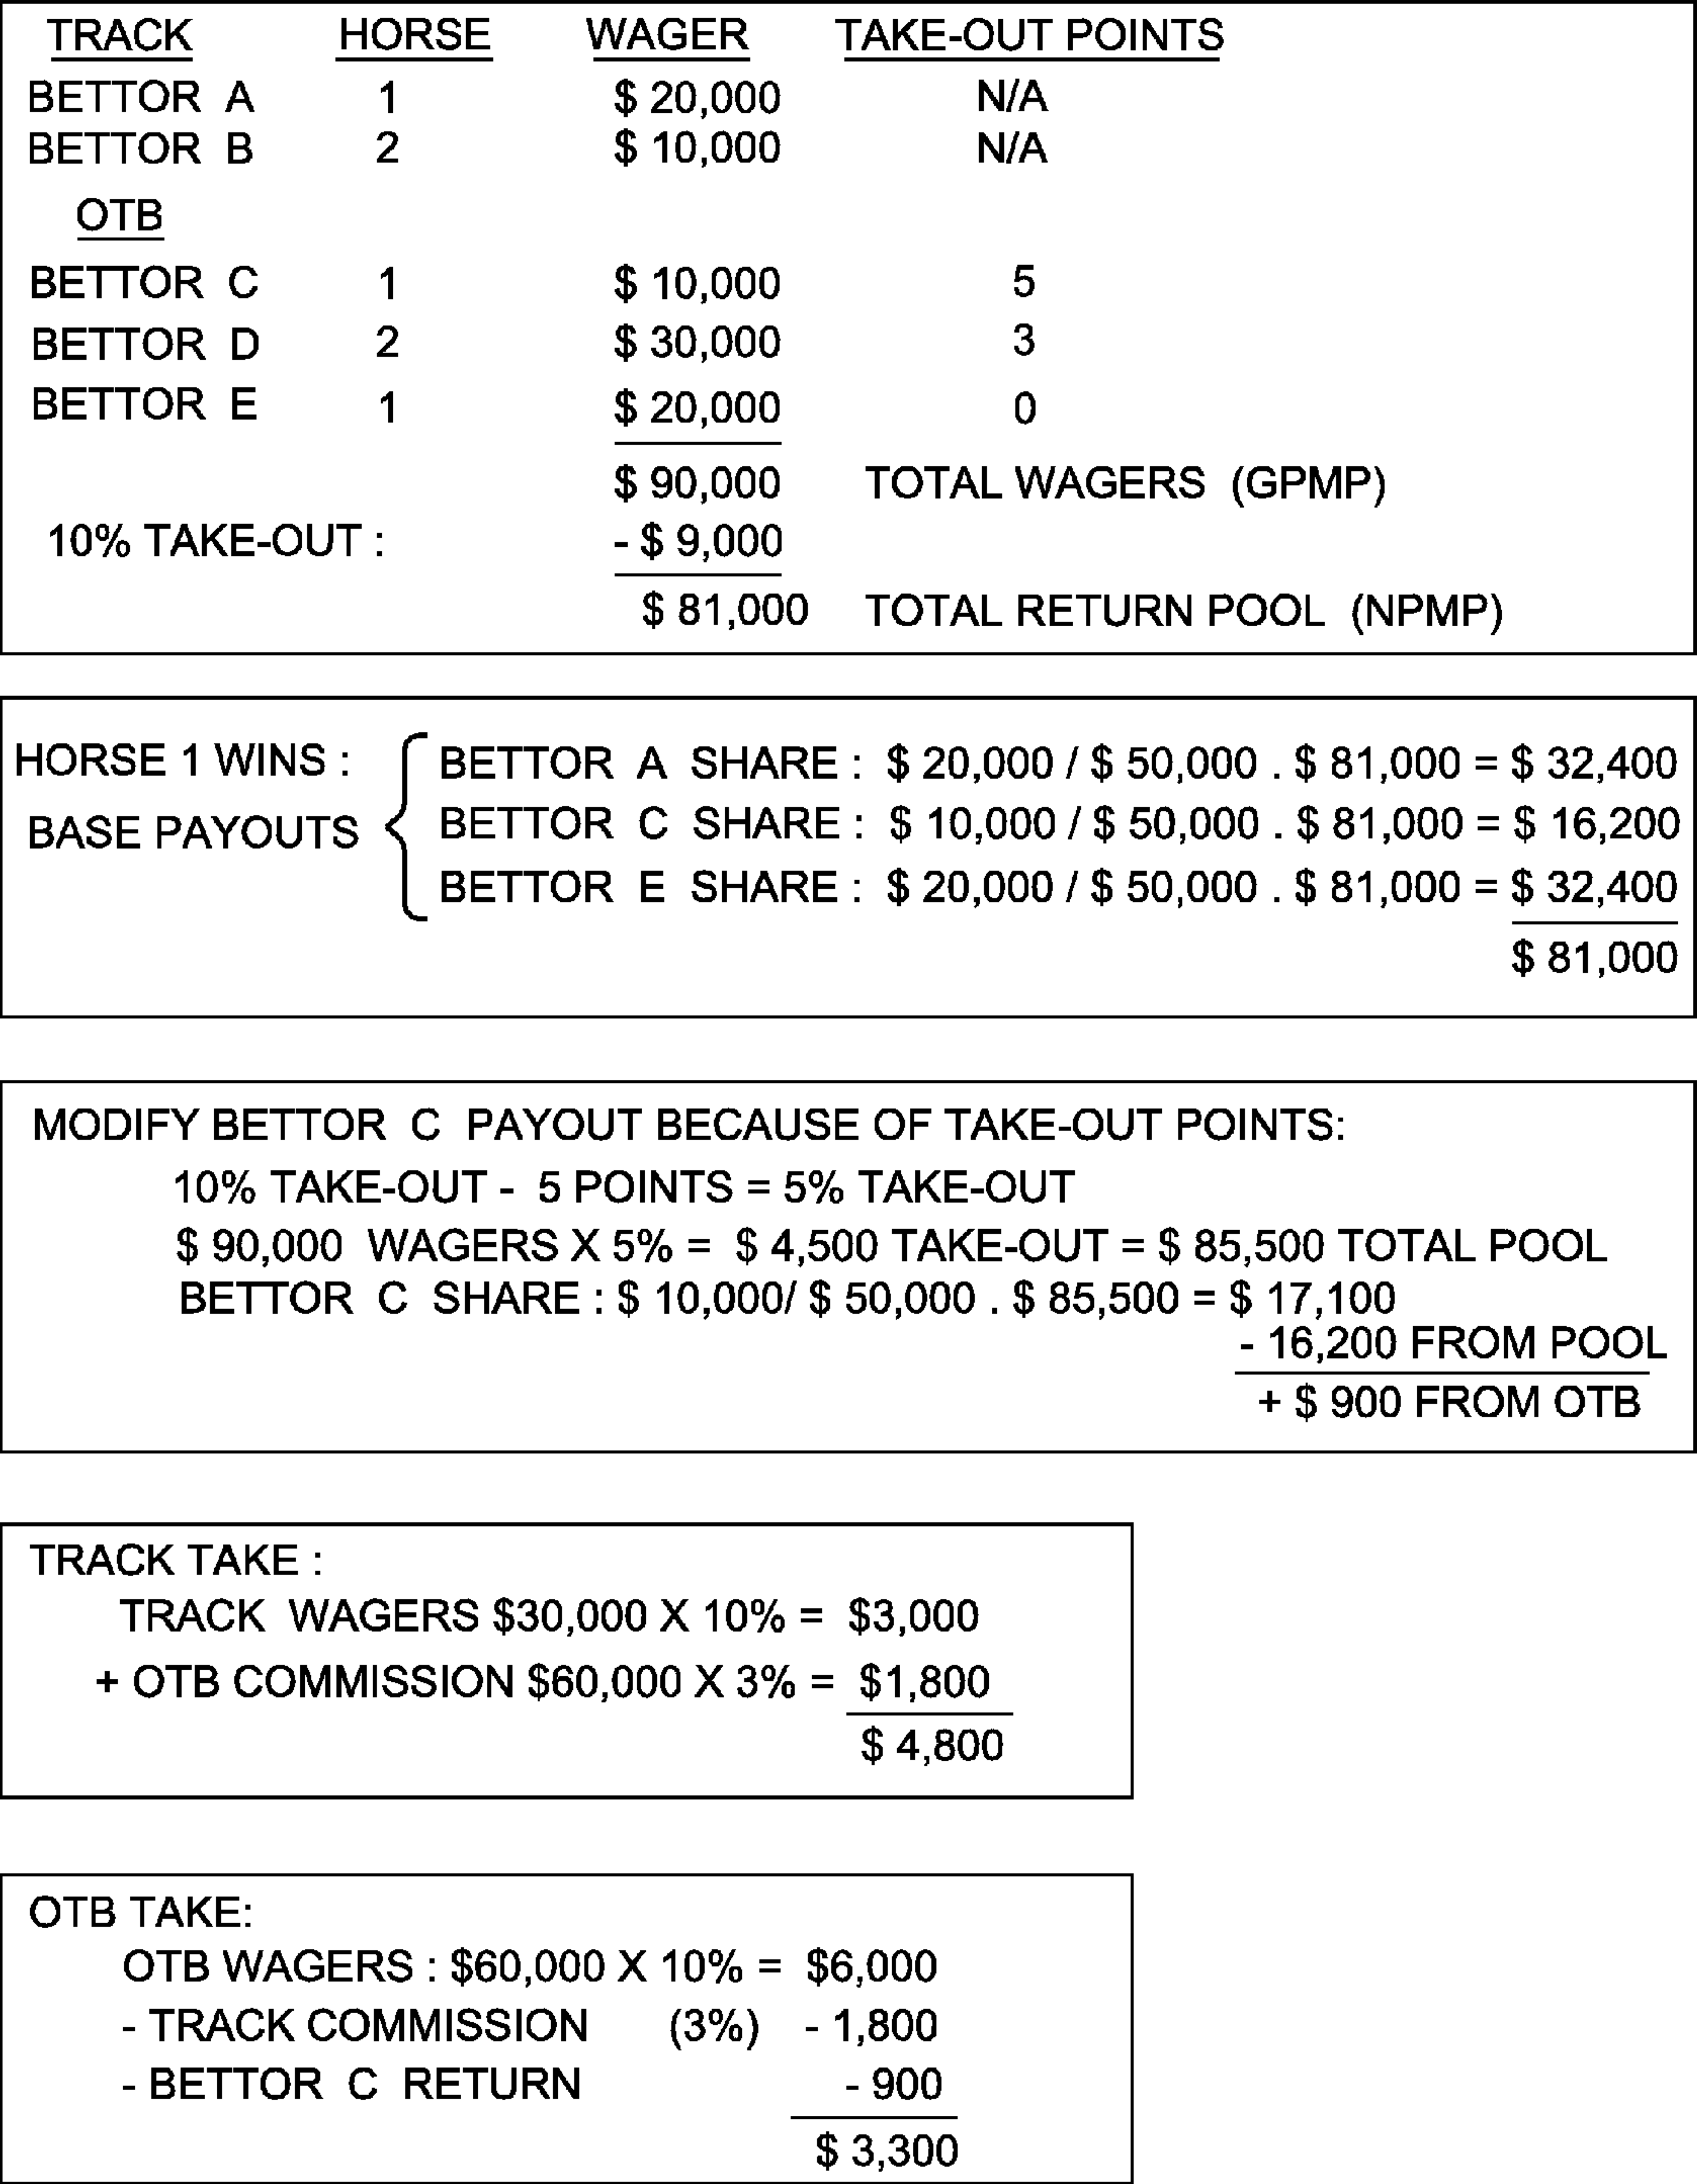 TRACK HORSE WAGER TAKE-OUT POINTS
BETTOR A 1 $ 20,000 N/A
BETTOR B 2 $ 10,000 N/A
OTB
BETTOR C 1 $ 10,000 5
BETTOR D 2 $ 30,000 3
BETTOR E 1 $ 20,000 0
$ 90,000 TOTAL WAGERS (GPMP)
10% TAKE-OUT : - $ 9,000
$ 81,000 TOTAL RETURN POOL (NPMP)
HORSE 1 WINS :
BASE PAYOUTS
BETTOR A SHARE : $ 20,000 / $ 50,000 . $ 81,000 = $ 32,400
BETTOR C SHARE : $ 10,000 / $ 50,000 . $ 81,000 = $ 16,200
BETTOR E SHARE : $ 20,000 / $ 50,000 . $ 81,000 = $ 32,400
$ 81,000
MODIFY BETTOR C PAYOUT BECAUSE OF TAKE-OUT POINTS:
10% TAKE-OUT - 5 POINTS = 5% TAKE-OUT
$ 90,000 WAGERS X 5% = $ 4,500 TAKE-OUT = $ 85,500 TOTAL POOL
BETTOR C SHARE : $ 10,000/ $ 50,000 . $ 85,500 = $ 17,100
- 16,200 FROM POOL
+ $ 900 FROM OTB
TRACK TAKE :
TRACK WAGERS $30,000 X 10% = $3,000
+ OTB COMMISSION $60,000 X 3% = $1,800
$ 4,800
OTB TAKE:
OTB WAGERS : $60,000 X 10% = $6,000
- TRACK COMMISSION (3%) - 1,800
- BETTOR C RETURN - 900
$ 3,300